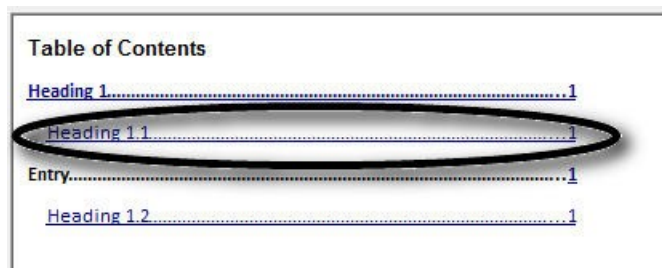 Table of Contents
Heading 1........................................................................................1
Heading 1.1....................................................................................1
Entry...............................................................................................1
Heading 1.2....................................................................................1